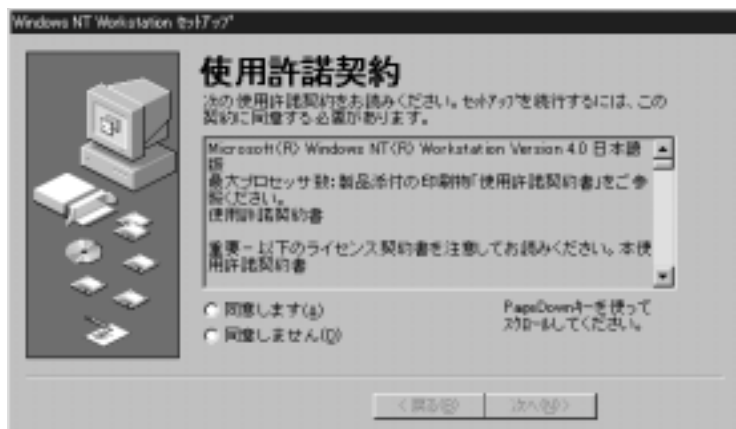 Windows NT Workstation ｾｯﾄｱｯﾌﾟ
使用許諾契約
次の使用許諾契約をお読みください。ｾｯﾄｱｯﾌﾟを続行するには、この
契約に同意する必要があります。
Microsoft(R) Windows NT(R) Workstation Version 4.0 日本語
版
最大プロセッサ数: 製品添付の印刷物｢使用許諾契約書｣をご参
照ください。
使用許諾契約書
重要 - 以下のライセンス契約書を注意してお読みください。本使
用許諾契約書
同意します(a)
同意しません(D)
PageDownｷｰを使って
ｽｸﾛｰﾙしてください。
< 戻る(B)
次へ(N)>